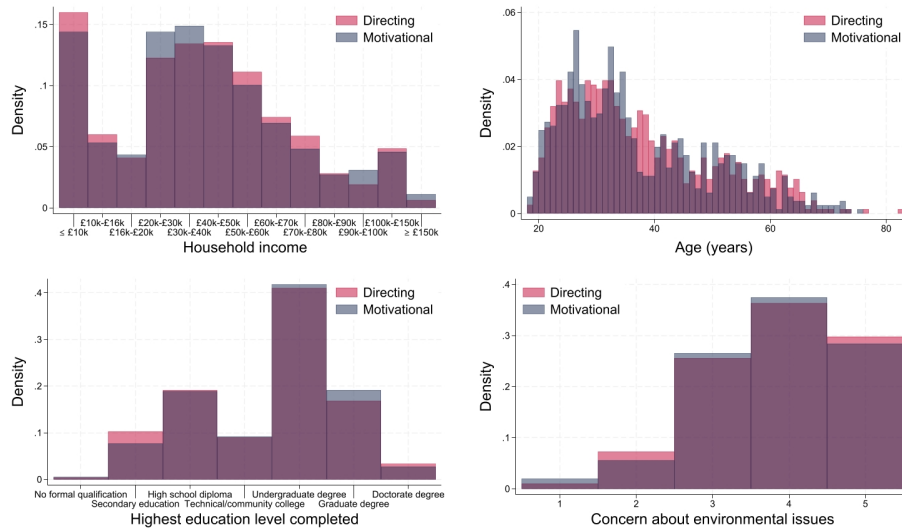 Directing
Motivational
.15
.1
.05
0
Density
£10k-£16k £20k-£30k £40k-£50k £60k-£70k £80k-£90k £100k-£150k
≤ £10k £16k-£20k £30k-£40k £50k-£60k £70k-£80k £90k-£100k ≥ £150k
Household income
Directing
Motivational
.06
.04
.02
0
Density
20 40 60 80
Age (years)
Directing
Motivational
.4
.3
.2
.1
0
Density
No formal qualification High school diploma Undergraduate degree Doctorate degree
Secondary education Technical/community college Graduate degree
Highest education level completed
Directing
Motivational
.4
.3
.2
.1
0
Density
1 2 3 4 5
Concern about environmental issues